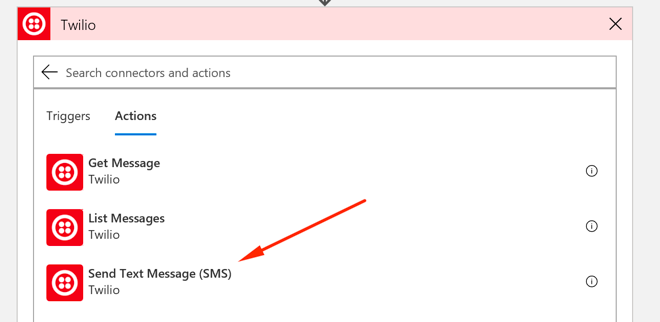 Twilio
Search connectors and actions
Triggers Actions
Get Message
Twilio
List Messages
Twilio
Send Text Message (SMS)
Twilio